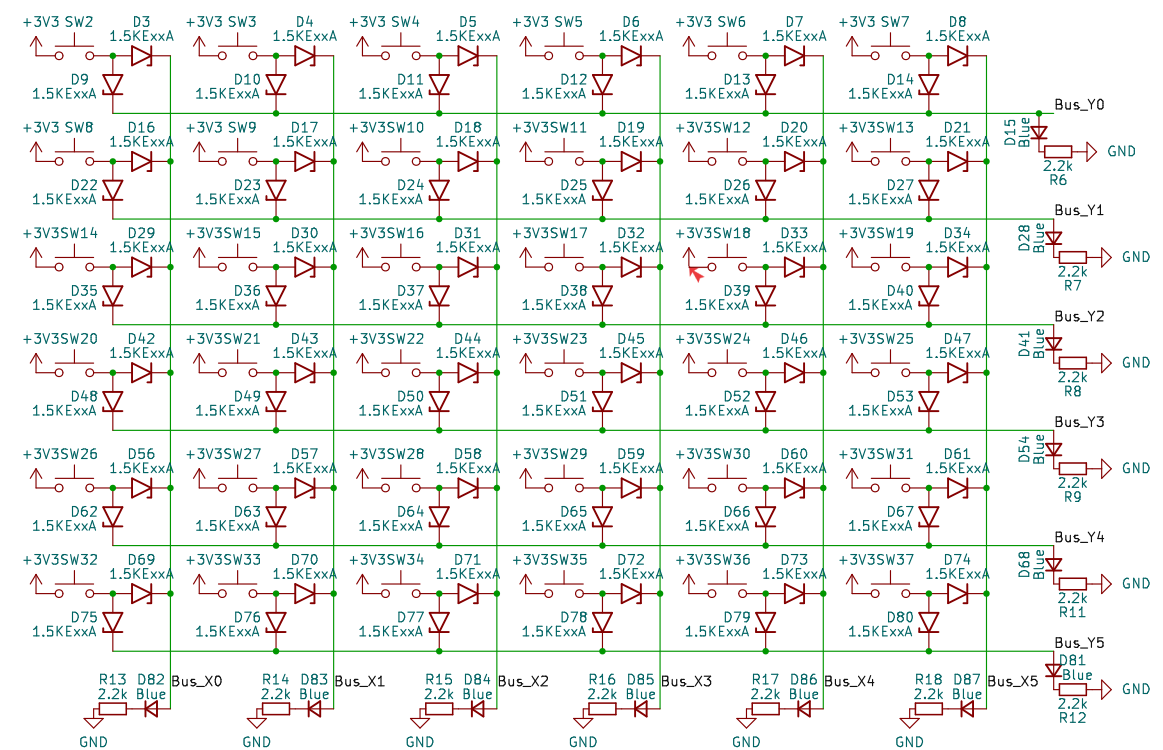 +3V3 SW2 D3 +3V3 SW3 D4 +3V3 SW4 D5 +3V3 SW5 D6 +3V3 SW6 D7 +3V3 SW7 D8
1.5KExxA 1.5KExxA 1.5KExxA 1.5KExxA 1.5KExxA 1.5KExxA
D9 D10 D11 D12 D13 D14
1.5KExxA 1.5KExxA 1.5KExxA 1.5KExxA 1.5KExxA 1.5KExxA
Bus_Y0
D15 Blue
GND
2.2k
R6
+3V3 SW8 D16 +3V3 SW9 D17 +3V3SW10 D18 +3V3SW11 D19 +3V3SW12 D20 +3V3SW13 D21
1.5KExxA 1.5KExxA 1.5KExxA 1.5KExxA 1.5KExxA 1.5KExxA
D22 D23 D24 D25 D26 D27
1.5KExxA 1.5KExxA 1.5KExxA 1.5KExxA 1.5KExxA 1.5KExxA
Bus_Y1
D28 Blue
GND
2.2k
R7
+3V3SW14 D29 +3V3SW15 D30 +3V3SW16 D31 +3V3SW17 D32 +3V3SW18 D33 +3V3SW19 D34
1.5KExxA 1.5KExxA 1.5KExxA 1.5KExxA 1.5KExxA 1.5KExxA
D35 D36 D37 D38 D39 D40
1.5KExxA 1.5KExxA 1.5KExxA 1.5KExxA 1.5KExxA 1.5KExxA
Bus_Y2
D41 Blue
GND
2.2k
R8
+3V3SW20 D42 +3V3SW21 D43 +3V3SW22 D44 +3V3SW23 D45 +3V3SW24 D46 +3V3SW25 D47
1.5KExxA 1.5KExxA 1.5KExxA 1.5KExxA 1.5KExxA 1.5KExxA
D48 D49 D50 D51 D52 D53
1.5KExxA 1.5KExxA 1.5KExxA 1.5KExxA 1.5KExxA 1.5KExxA
Bus_Y3
D54 Blue
GND
2.2k
R9
+3V3SW26 D56 +3V3SW27 D57 +3V3SW28 D58 +3V3SW29 D59 +3V3SW30 D60 +3V3SW31 D61
1.5KExxA 1.5KExxA 1.5KExxA 1.5KExxA 1.5KExxA 1.5KExxA
D62 D63 D64 D65 D66 D67
1.5KExxA 1.5KExxA 1.5KExxA 1.5KExxA 1.5KExxA 1.5KExxA
Bus_Y4
D68 Blue
GND
2.2k
R11
+3V3SW32 D69 +3V3SW33 D70 +3V3SW34 D71 +3V3SW35 D72 +3V3SW36 D73 +3V3SW37 D74
1.5KExxA 1.5KExxA 1.5KExxA 1.5KExxA 1.5KExxA 1.5KExxA
D75 D76 D77 D78 D79 D80
1.5KExxA 1.5KExxA 1.5KExxA 1.5KExxA 1.5KExxA 1.5KExxA
Bus_Y5
D81
Blue
GND
2.2k
R12
R13 D82 Bus_X0 R14 D83 Bus_X1 R15 D84 Bus_X2 R16 D85 Bus_X3 R17 D86 Bus_X4 R18 D87 Bus_X5
2.2k Blue 2.2k Blue 2.2k Blue 2.2k Blue 2.2k Blue 2.2k Blue
GND GND GND GND GND GND